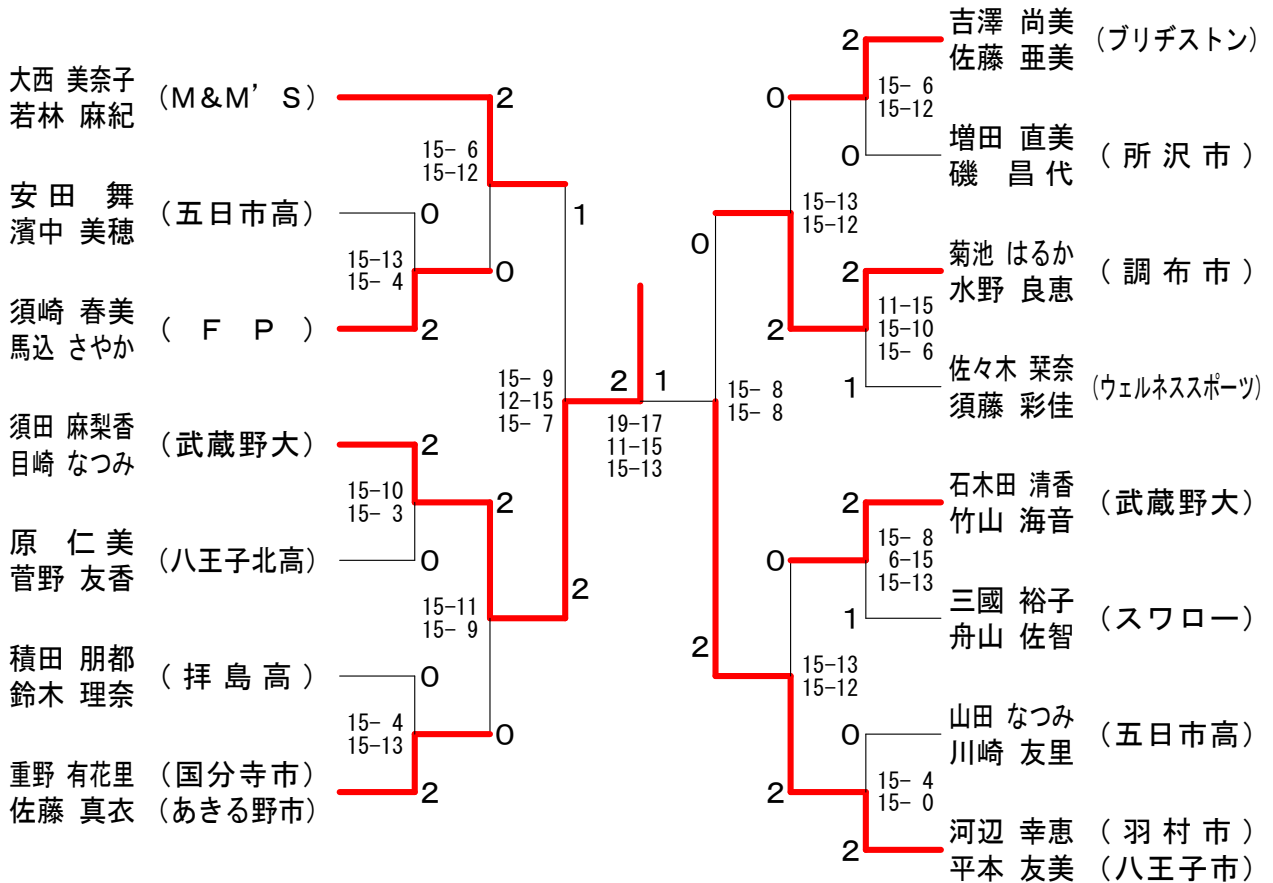 大西 美奈子
若林 麻紀
(M&M'S)
2
15- 6
15-12
1
安田 舞
濱中 美穂
(五日市高)
0
15-13
15- 4
0
須崎 春美
馬込 さやか
(FP)
2
15- 9
12-15
15- 7
須田 麻梨香
目崎 なつみ
(武蔵野大)
2
15-10
15- 3
2
原 仁美
菅野 友香
(八王子北高)
0
15-11
15- 9
2
積田 朋都
鈴木 理奈
(拝島高)
0
15- 4
15-13
0
重野 有花里 (国分寺市)
佐藤 真衣 (あきる野市)
2
2 1
19-17
11-15
15-13
吉澤 尚美
佐藤 亜美
(ブリヂストン)
2
0
15- 6
15-12
増田 直美
磯 昌代
(所沢市)
0
15-13
15-12
0
菊池 はるか
水野 良恵
(調布市)
2
2
11-15
15-10
15- 6
佐々木 栞奈
須藤 彩佳
(ウェルネススポーツ)
1
15- 8
15- 8
石木田 清香
竹山 海音
(武蔵野大)
2
0
15- 8
6-15
15-13
三國 裕子
舟山 佐智
(スワロー)
1
2
15-13
15-12
山田 なつみ
川崎 友里
(五日市高)
0
2
15- 4
15- 0
河辺 幸恵 (羽村市)
平本 友美 (八王子市)
2